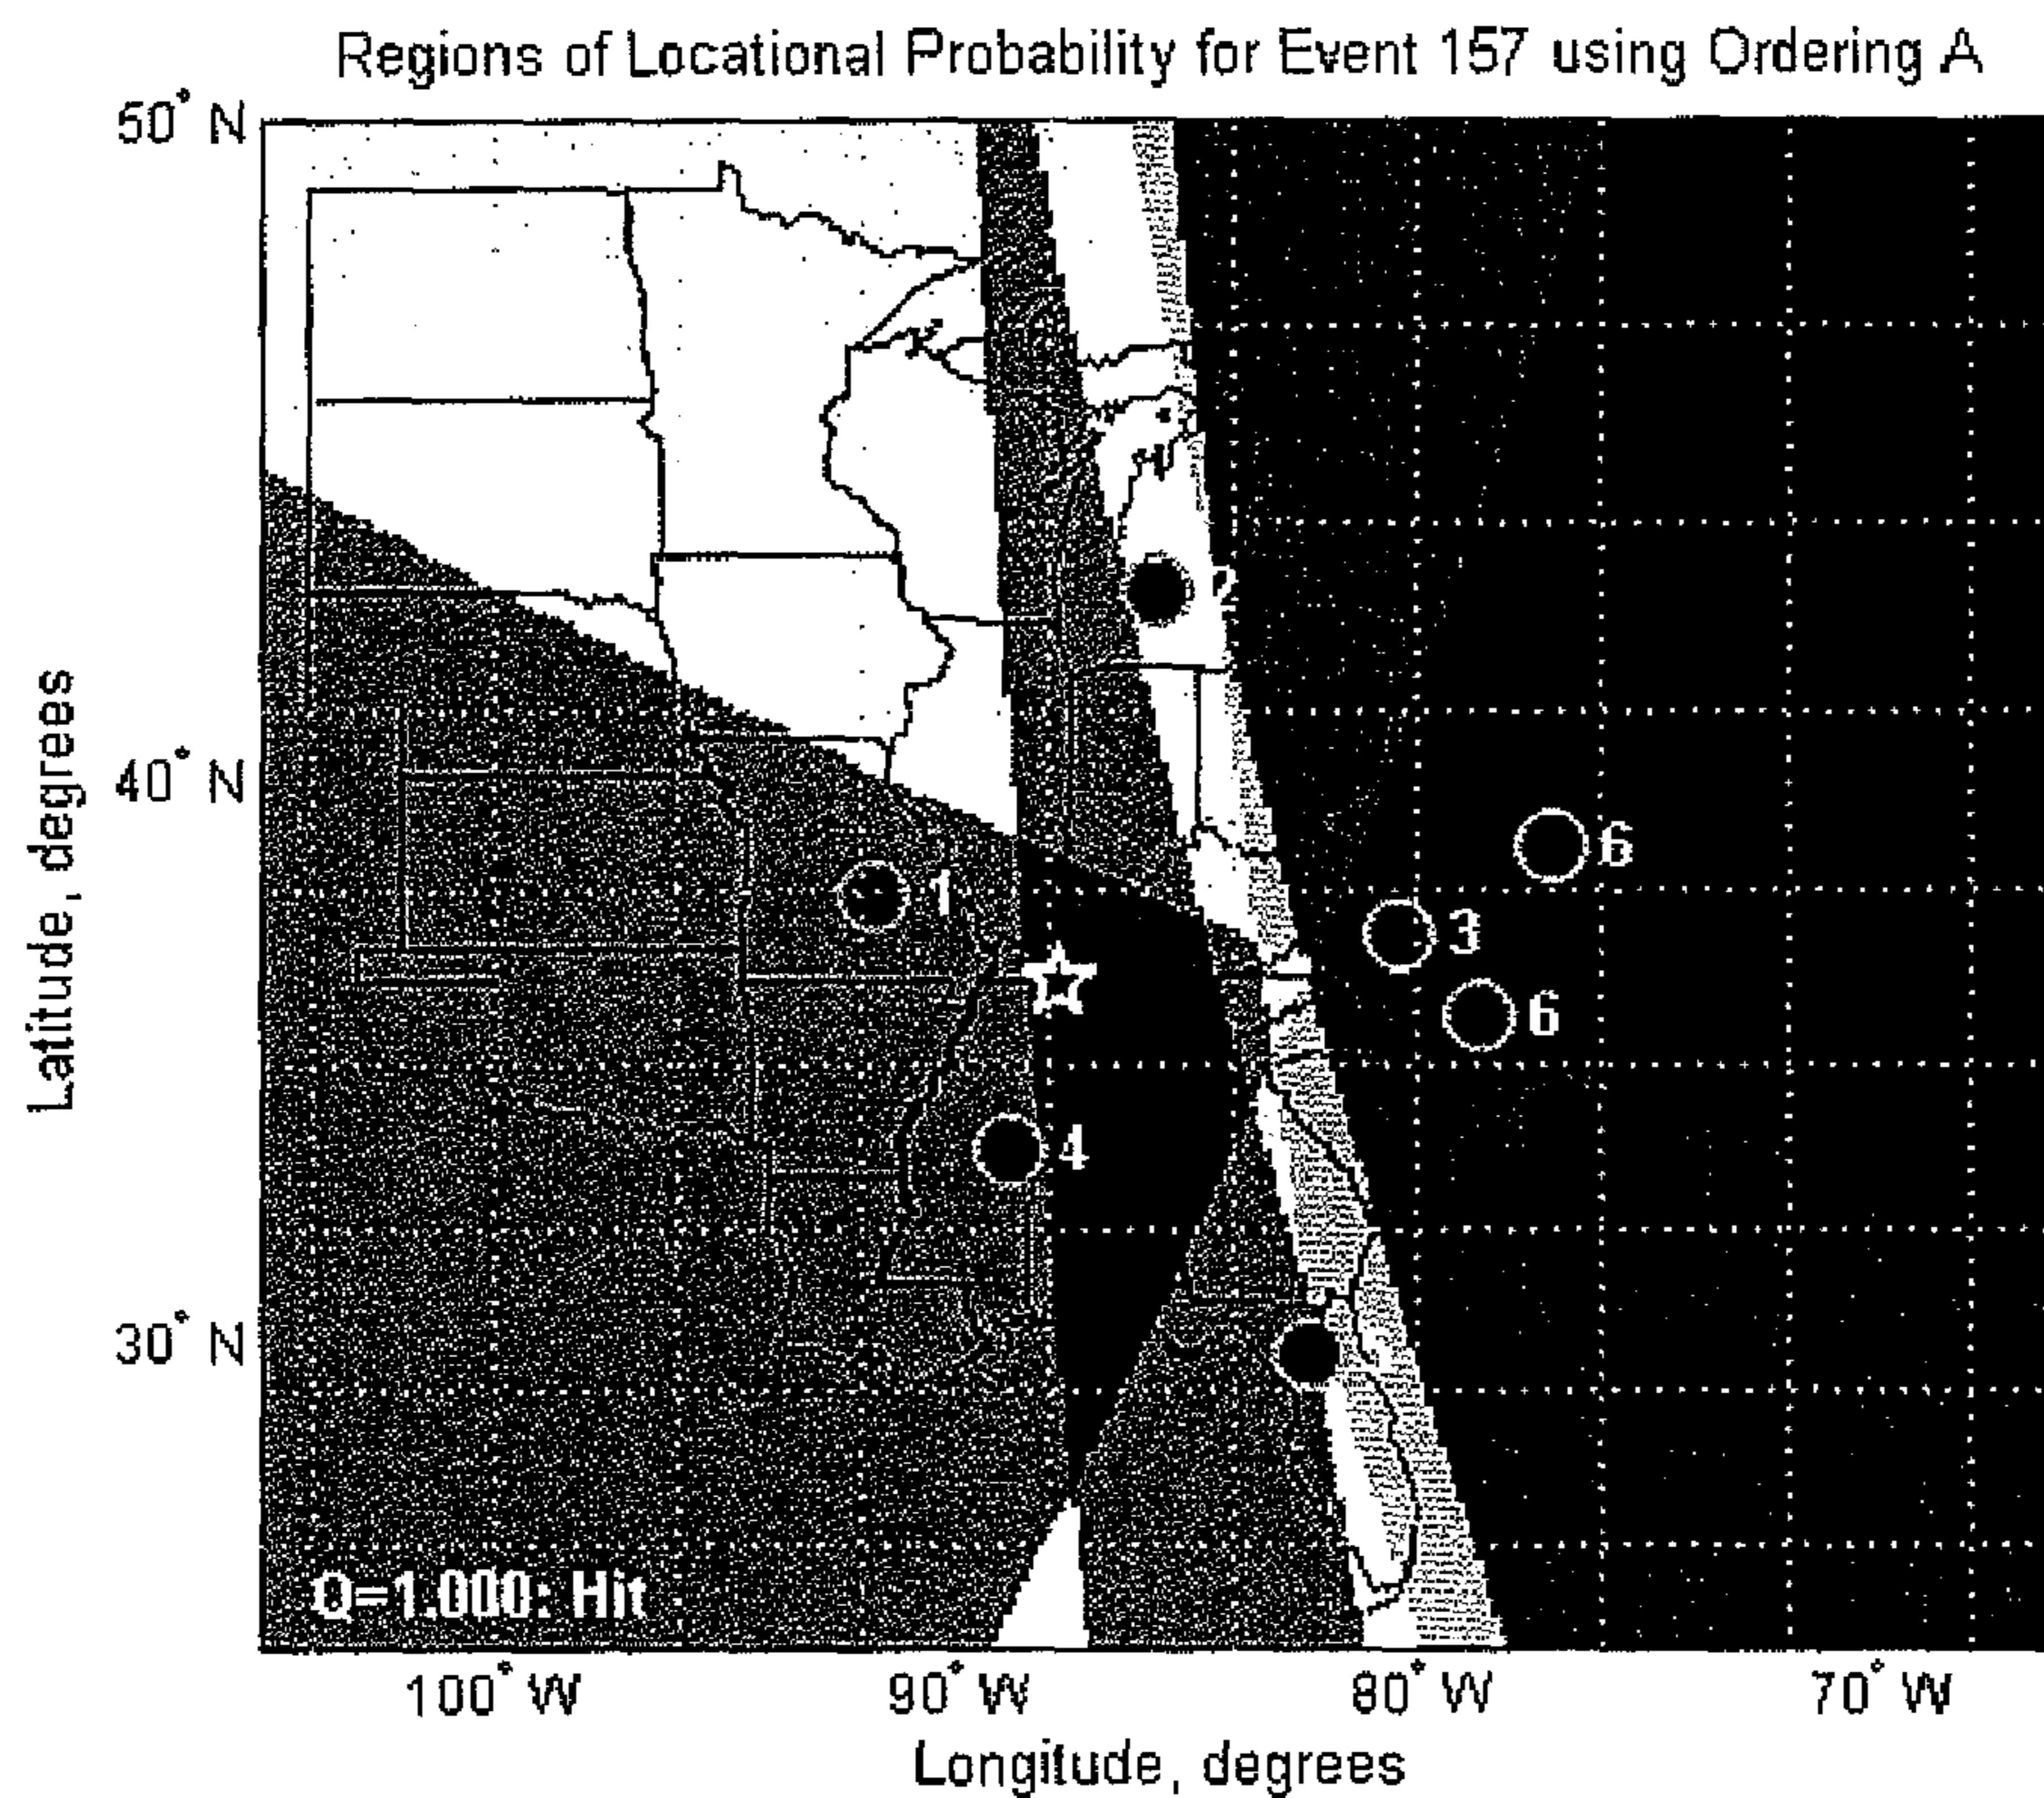 Regions of Locational Probability for Event 157 using Ordering A
50° N
2
40° N
6
1
3
6
4
30° N
Q=1.000: Hit
100° W 90° W 80° W 70° W
Longitude, degrees
Latitude, degrees